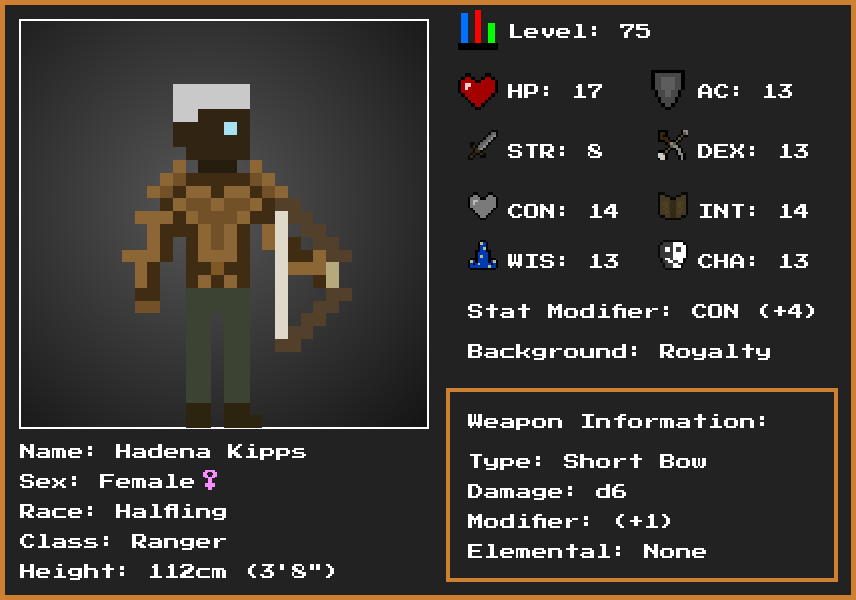 Level: 75
HP: 17
AC: 13
STR: 8
DEX: 13
CON: 14
INT: 14
WIS: 13
CHA: 13
Stat Modifier: CON (+4)
Background: Royalty
Name: Hadena Kipps
Sex: Female♀
Race: Halfling
Class: Ranger
Height: 112cm (3'8")
Weapon Information:
Type: Short Bow
Damage: d6
Modifier: (+1)
Elemental: None